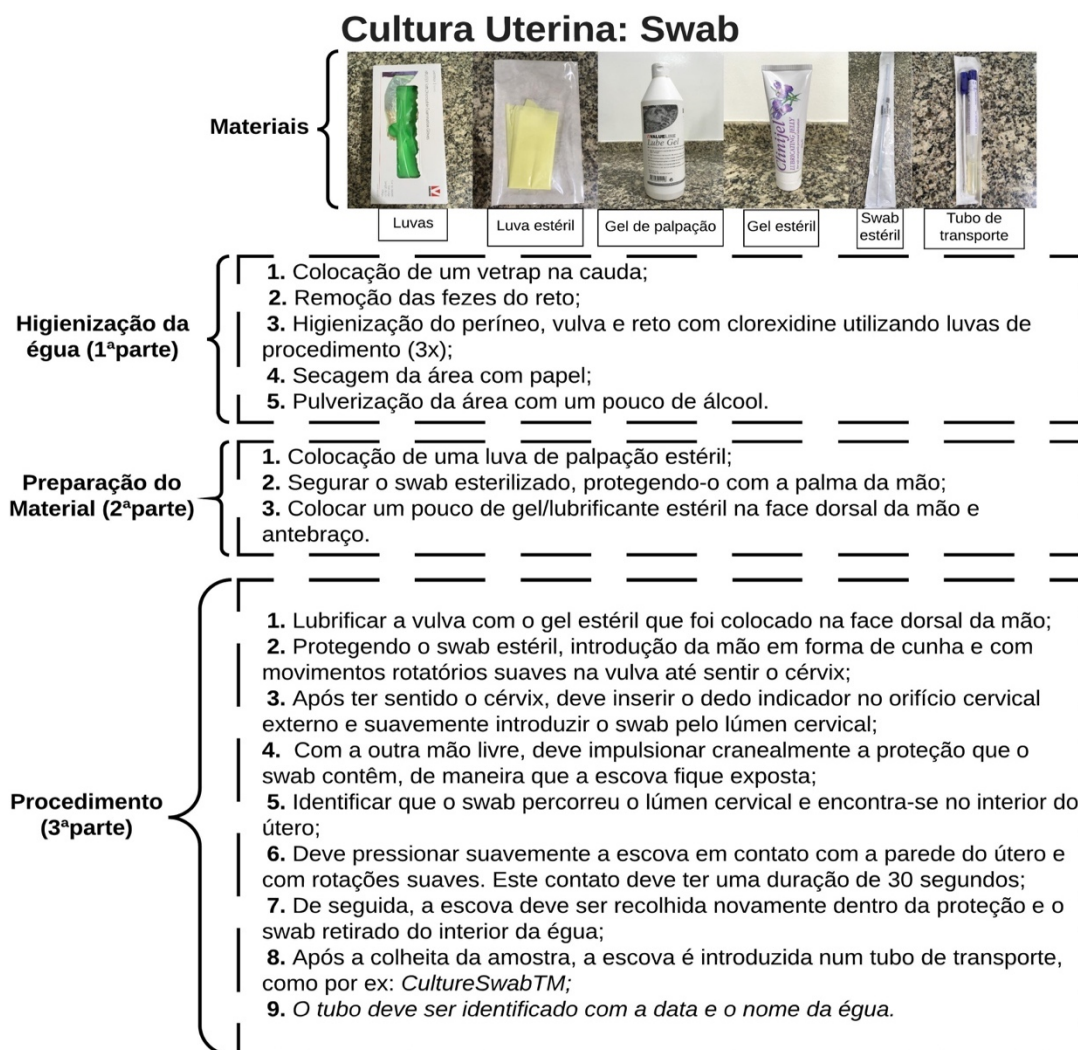 Cultura Uterina: Swab
Materiais
VALUE LINE
Lube Gel
Clinijel
LUBRICATING JELLY
Luvas
Luva estéril
Gel de palpação
Gel estéril
Swab
estéril
Tubo de
transporte
Higienização da
égua (1ªparte)
1. Colocação de um vetrap na cauda;
2. Remoção das fezes do reto;
3. Higienização do períneo, vulva e reto com clorexidine utilizando luvas de
procedimento (3x);
4. Secagem da área com papel;
5. Pulverização da área com um pouco de álcool.
Preparação do
Material (2ªparte)
1. Colocação de uma luva de palpação estéril;
2. Segurar o swab esterilizado, protegendo-o com a palma da mão;
3. Colocar um pouco de gel/lubrificante estéril na face dorsal da mão e
antebraço.
Procedimento
(3ªparte)
1. Lubrificar a vulva com o gel estéril que foi colocado na face dorsal da mão;
2. Protegendo o swab estéril, introdução da mão em forma de cunha e com
movimentos rotatórios suaves na vulva até sentir o cérvix;
3. Após ter sentido o cérvix, deve inserir o dedo indicador no orifício cervical
externo e suavemente introduzir o swab pelo lúmen cervical;
4. Com a outra mão livre, deve impulsionar cranealmente a proteção que o
swab contêm, de maneira que a escova fique exposta;
5. Identificar que o swab percorreu o lúmen cervical e encontra-se no interior do
útero;
6. Deve pressionar suavemente a escova em contato com a parede do útero e
com rotações suaves. Este contato deve ter uma duração de 30 segundos;
7. De seguida, a escova deve ser recolhida novamente dentro da proteção e o
swab retirado do interior da égua;
8. Após a colheita da amostra, a escova é introduzida num tubo de transporte,
como por ex: CultureSwabTM;
9. O tubo deve ser identificado com a data e o nome da égua.